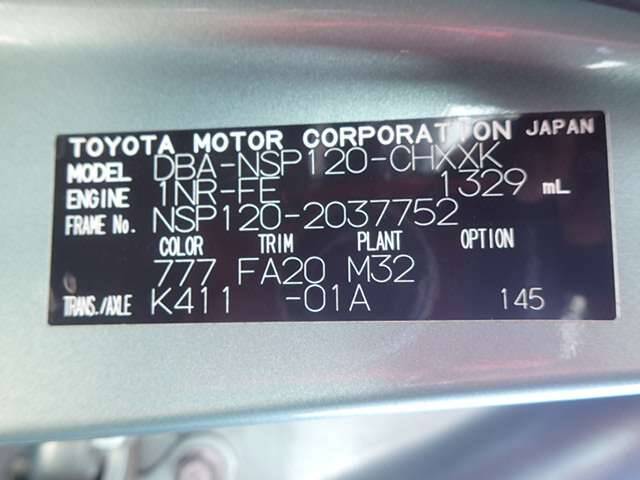 TOYOTA MOTOR CORPORATION JAPAN
MODEL DBA-NSP120-CHXXK
ENGINE 1NR-FE 1329 mL
FRAME No. NSP120-2037752
COLOR TRIM PLANT OPTION
777 FA20 M32
TRANS./AXLE K411 -01A 145